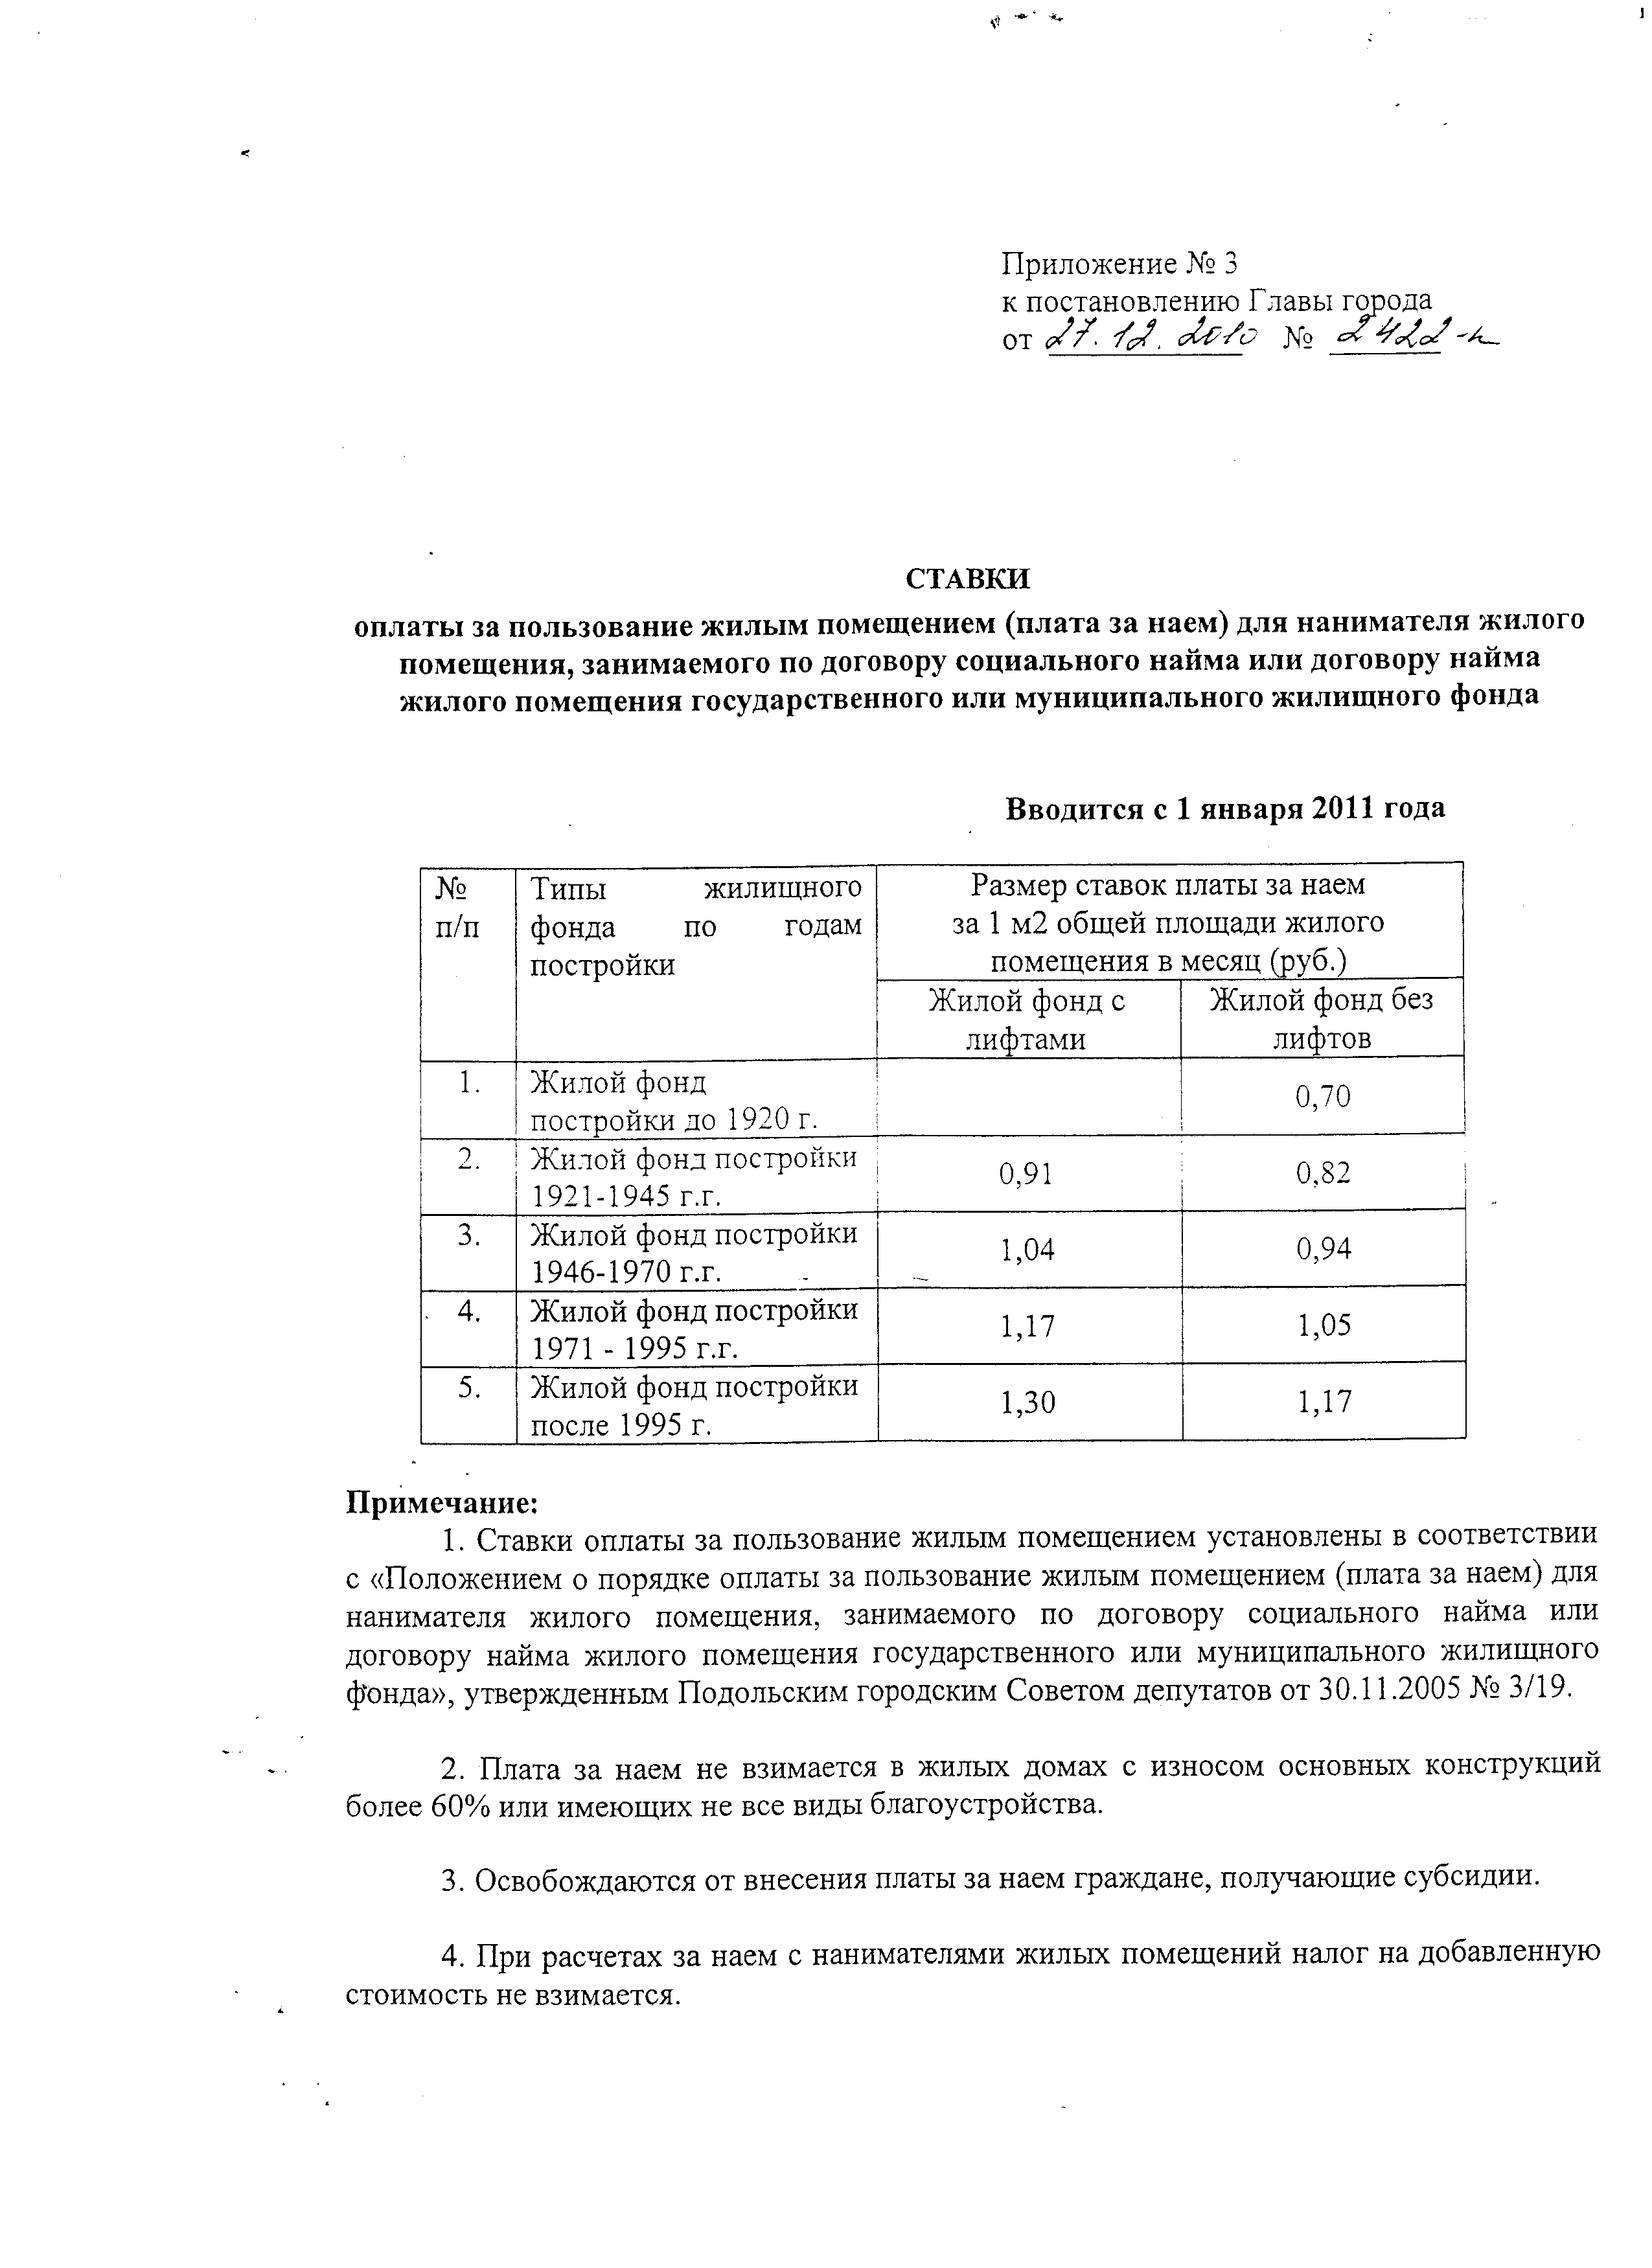 Приложение № 3
к постановлению Главы города
от 27.12.2010 № 2422-п
СТАВКИ
оплаты за пользование жилым помещением (плата за наем) для нанимателя жилого
помещения, занимаемого по договору социального найма или договору найма
жилого помещения государственного или муниципального жилищного фонда
Вводится с 1 января 2011 года
№ п/п
Типы жилищного
фонда по годам
постройки
Размер ставок платы за наем
за 1 м2 общей площади жилого
помещения в месяц (руб.)
Жилой фонд с
лифтами
Жилой фонд без
лифтов
1.
Жилой фонд
постройки до 1920 г.
0,70
2.
Жилой фонд постройки
1921-1945 г.г.
0,91
0,82
3.
Жилой фонд постройки
1946-1970 г.г.
1,04
0,94
4.
Жилой фонд постройки
1971 - 1995 г.г.
1,17
1,05
5.
Жилой фонд постройки
после 1995 г.
1,30
1,17
Примечание:
1. Ставки оплаты за пользование жилым помещением установлены в соответствии
с «Положением о порядке оплаты за пользование жилым помещением (плата за наем) для
нанимателя жилого помещения, занимаемого по договору социального найма или
договору найма жилого помещения государственного или муниципального жилищного
фонда», утвержденным Подольским городским Советом депутатов от 30.11.2005 № 3/19.
2. Плата за наем не взимается в жилых домах с износом основных конструкций
более 60% или имеющих не все виды благоустройства.
3. Освобождаются от внесения платы за наем граждане, получающие субсидии.
4. При расчетах за наем с нанимателями жилых помещений налог на добавленную
стоимость не взимается.